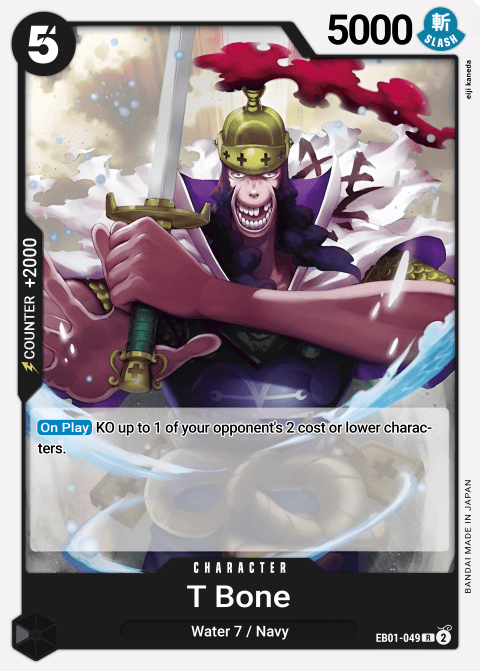 5
5000
斬
SLASH
eiji kaneda
COUNTER +2000
On Play KO up to 1 of your opponent's 2 cost or lower charac-
ters.
BANDAI MADE IN JAPAN
CHARACTER
T Bone
Water 7 / Navy
EB01-049 R 2